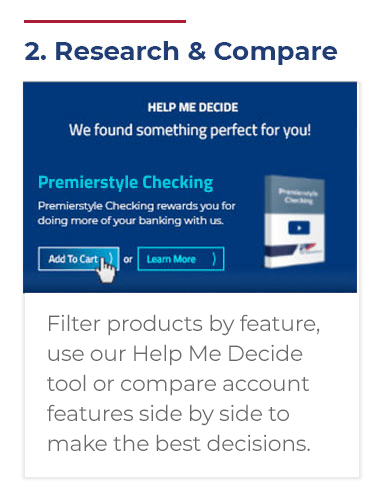 2. Research & Compare
HELP ME DECIDE
We found something perfect for you!
Premierstyle Checking
Premierstyle Checking rewards you for
doing more of your banking with us.
Add To Cart ⟩ or Learn More ⟩
Premierstyle
Checking
Filter products by feature,
use our Help Me Decide
tool or compare account
features side by side to
make the best decisions.